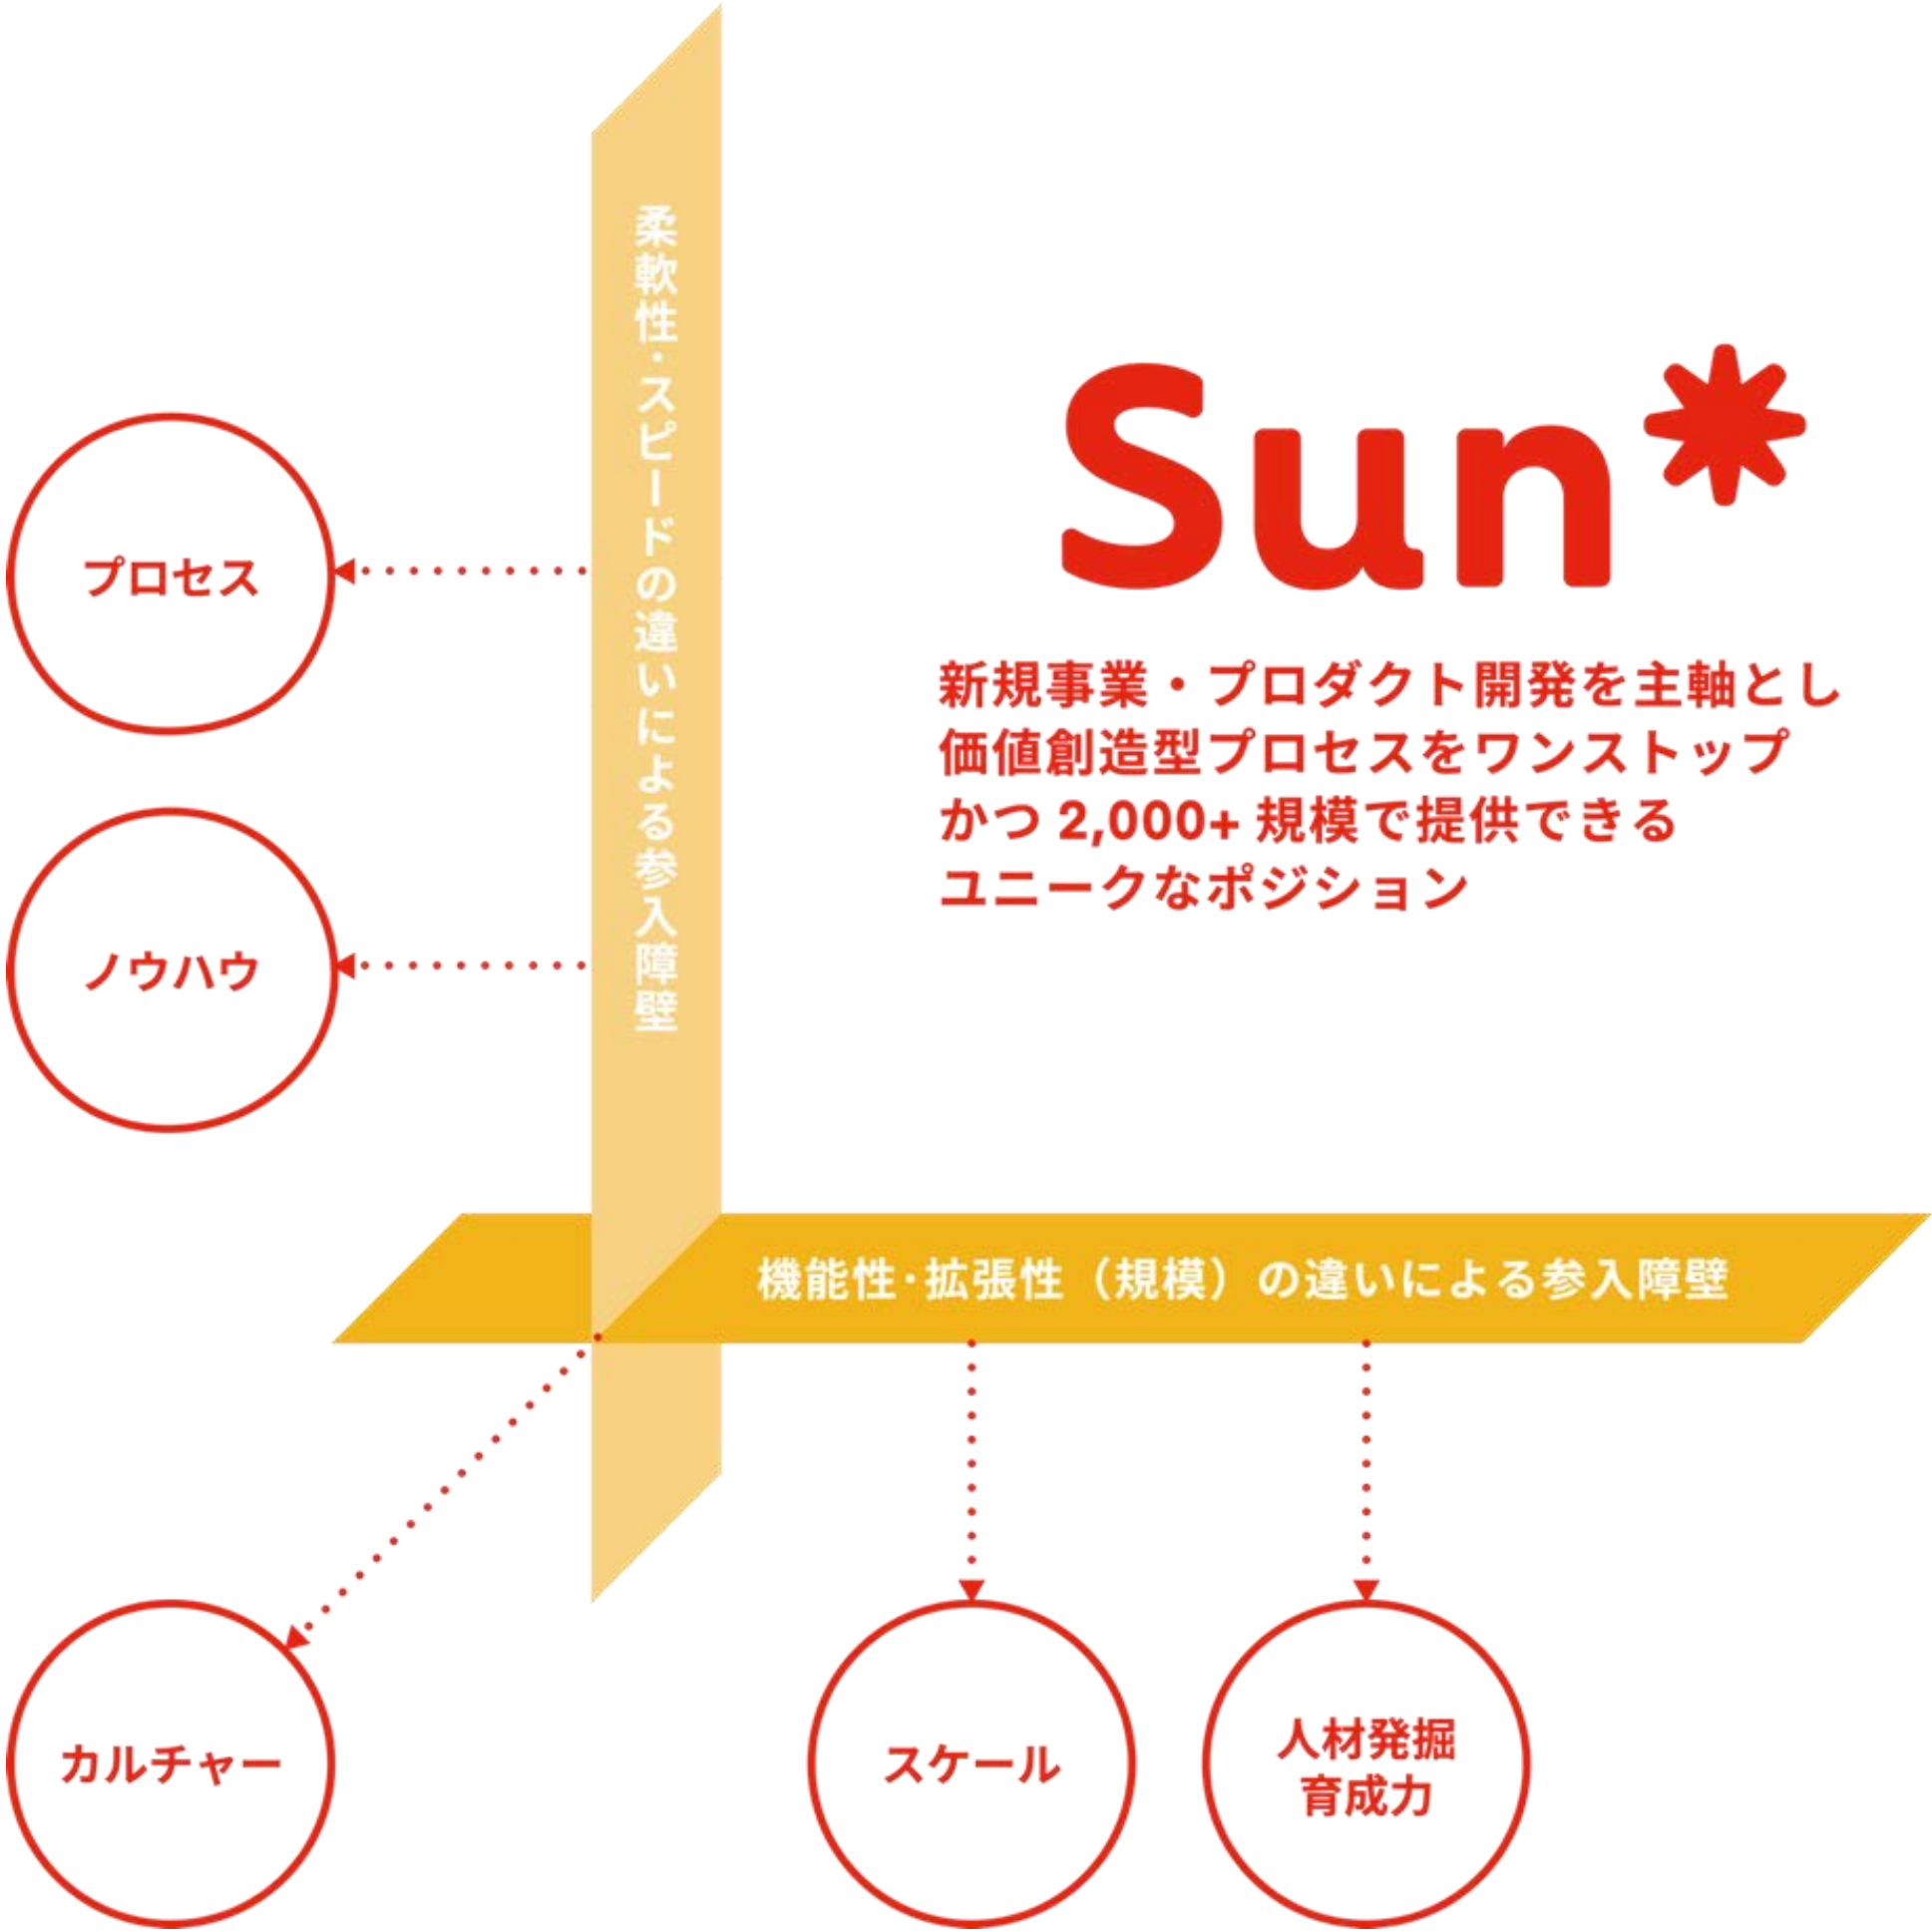 Sun*
新規事業・プロダクト開発を主軸とし
価値創造型プロセスをワンストップ
かつ 2,000+ 規模で提供できる
ユニークなポジション
柔軟性・スピードの違いによる参入障壁
プロセス
ノウハウ
機能性・拡張性（規模）の違いによる参入障壁
カルチャー
スケール
人材発掘
育成力